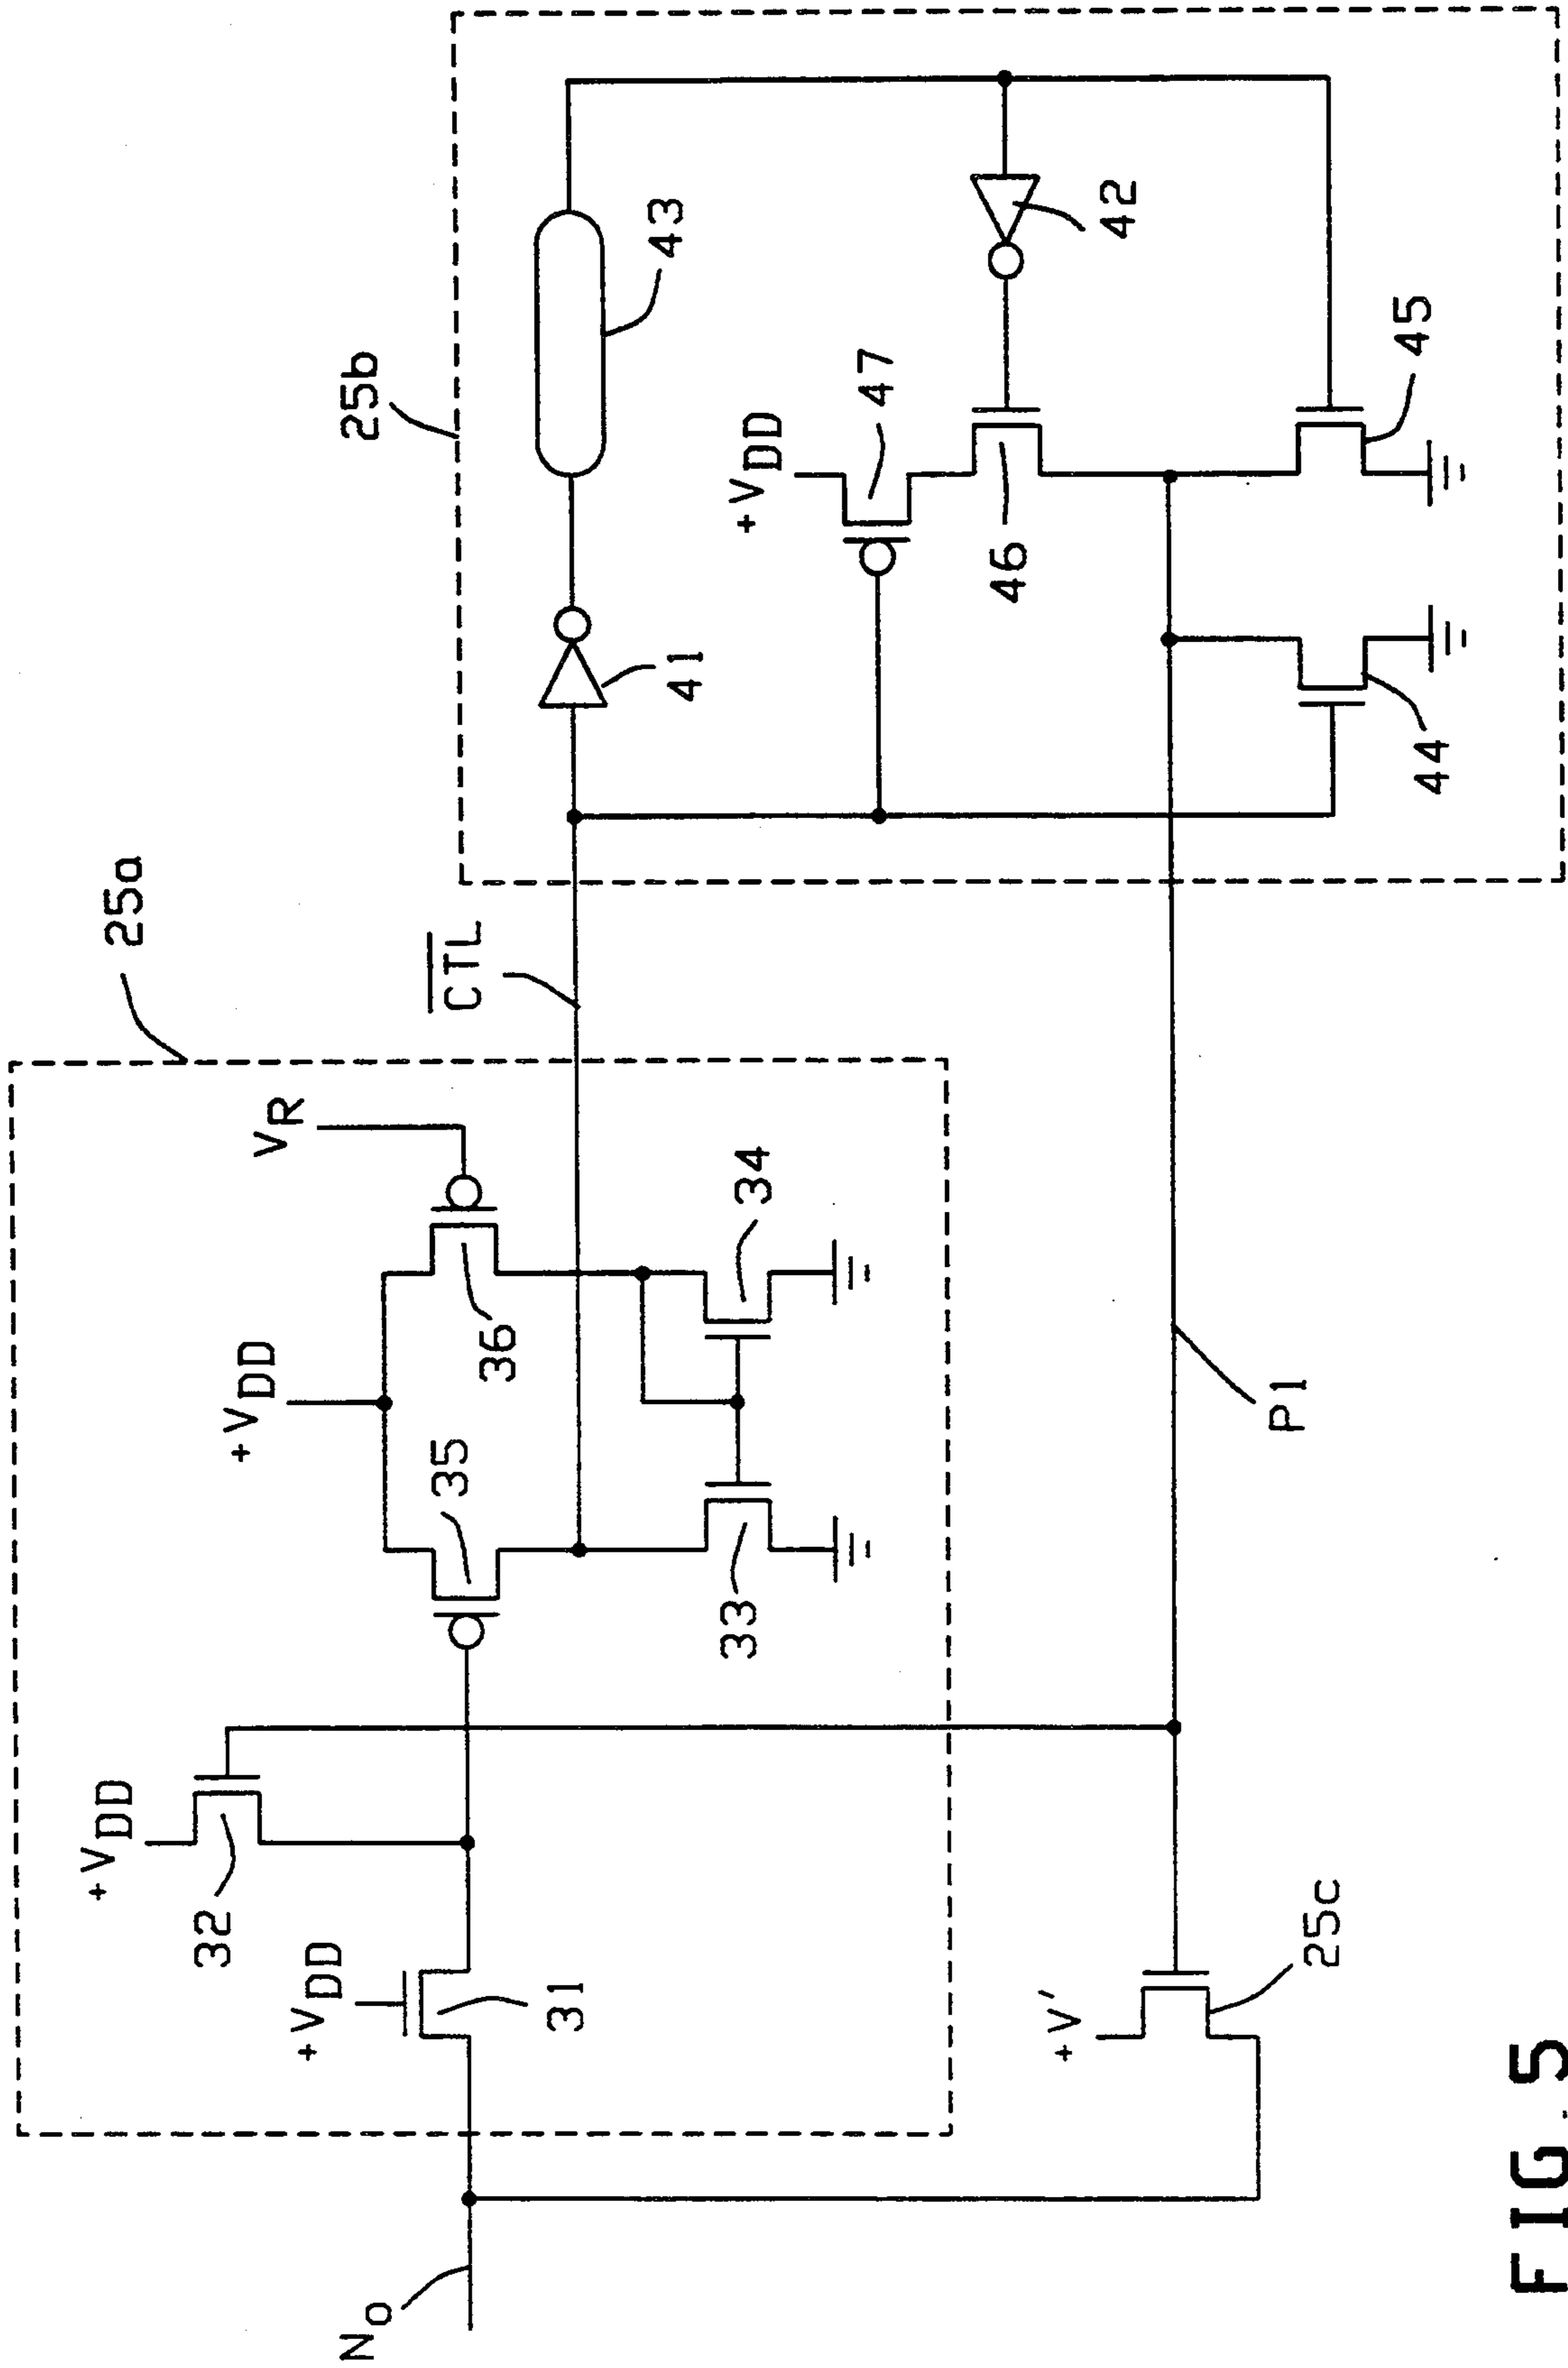 25a
25b
+VDD
32
+VDD
31
+VDD
35
36
VR
33
34
CTL
41
43
+VDD
47
46
42
44
45
N0
+V'
25c
P1
FIG. 5